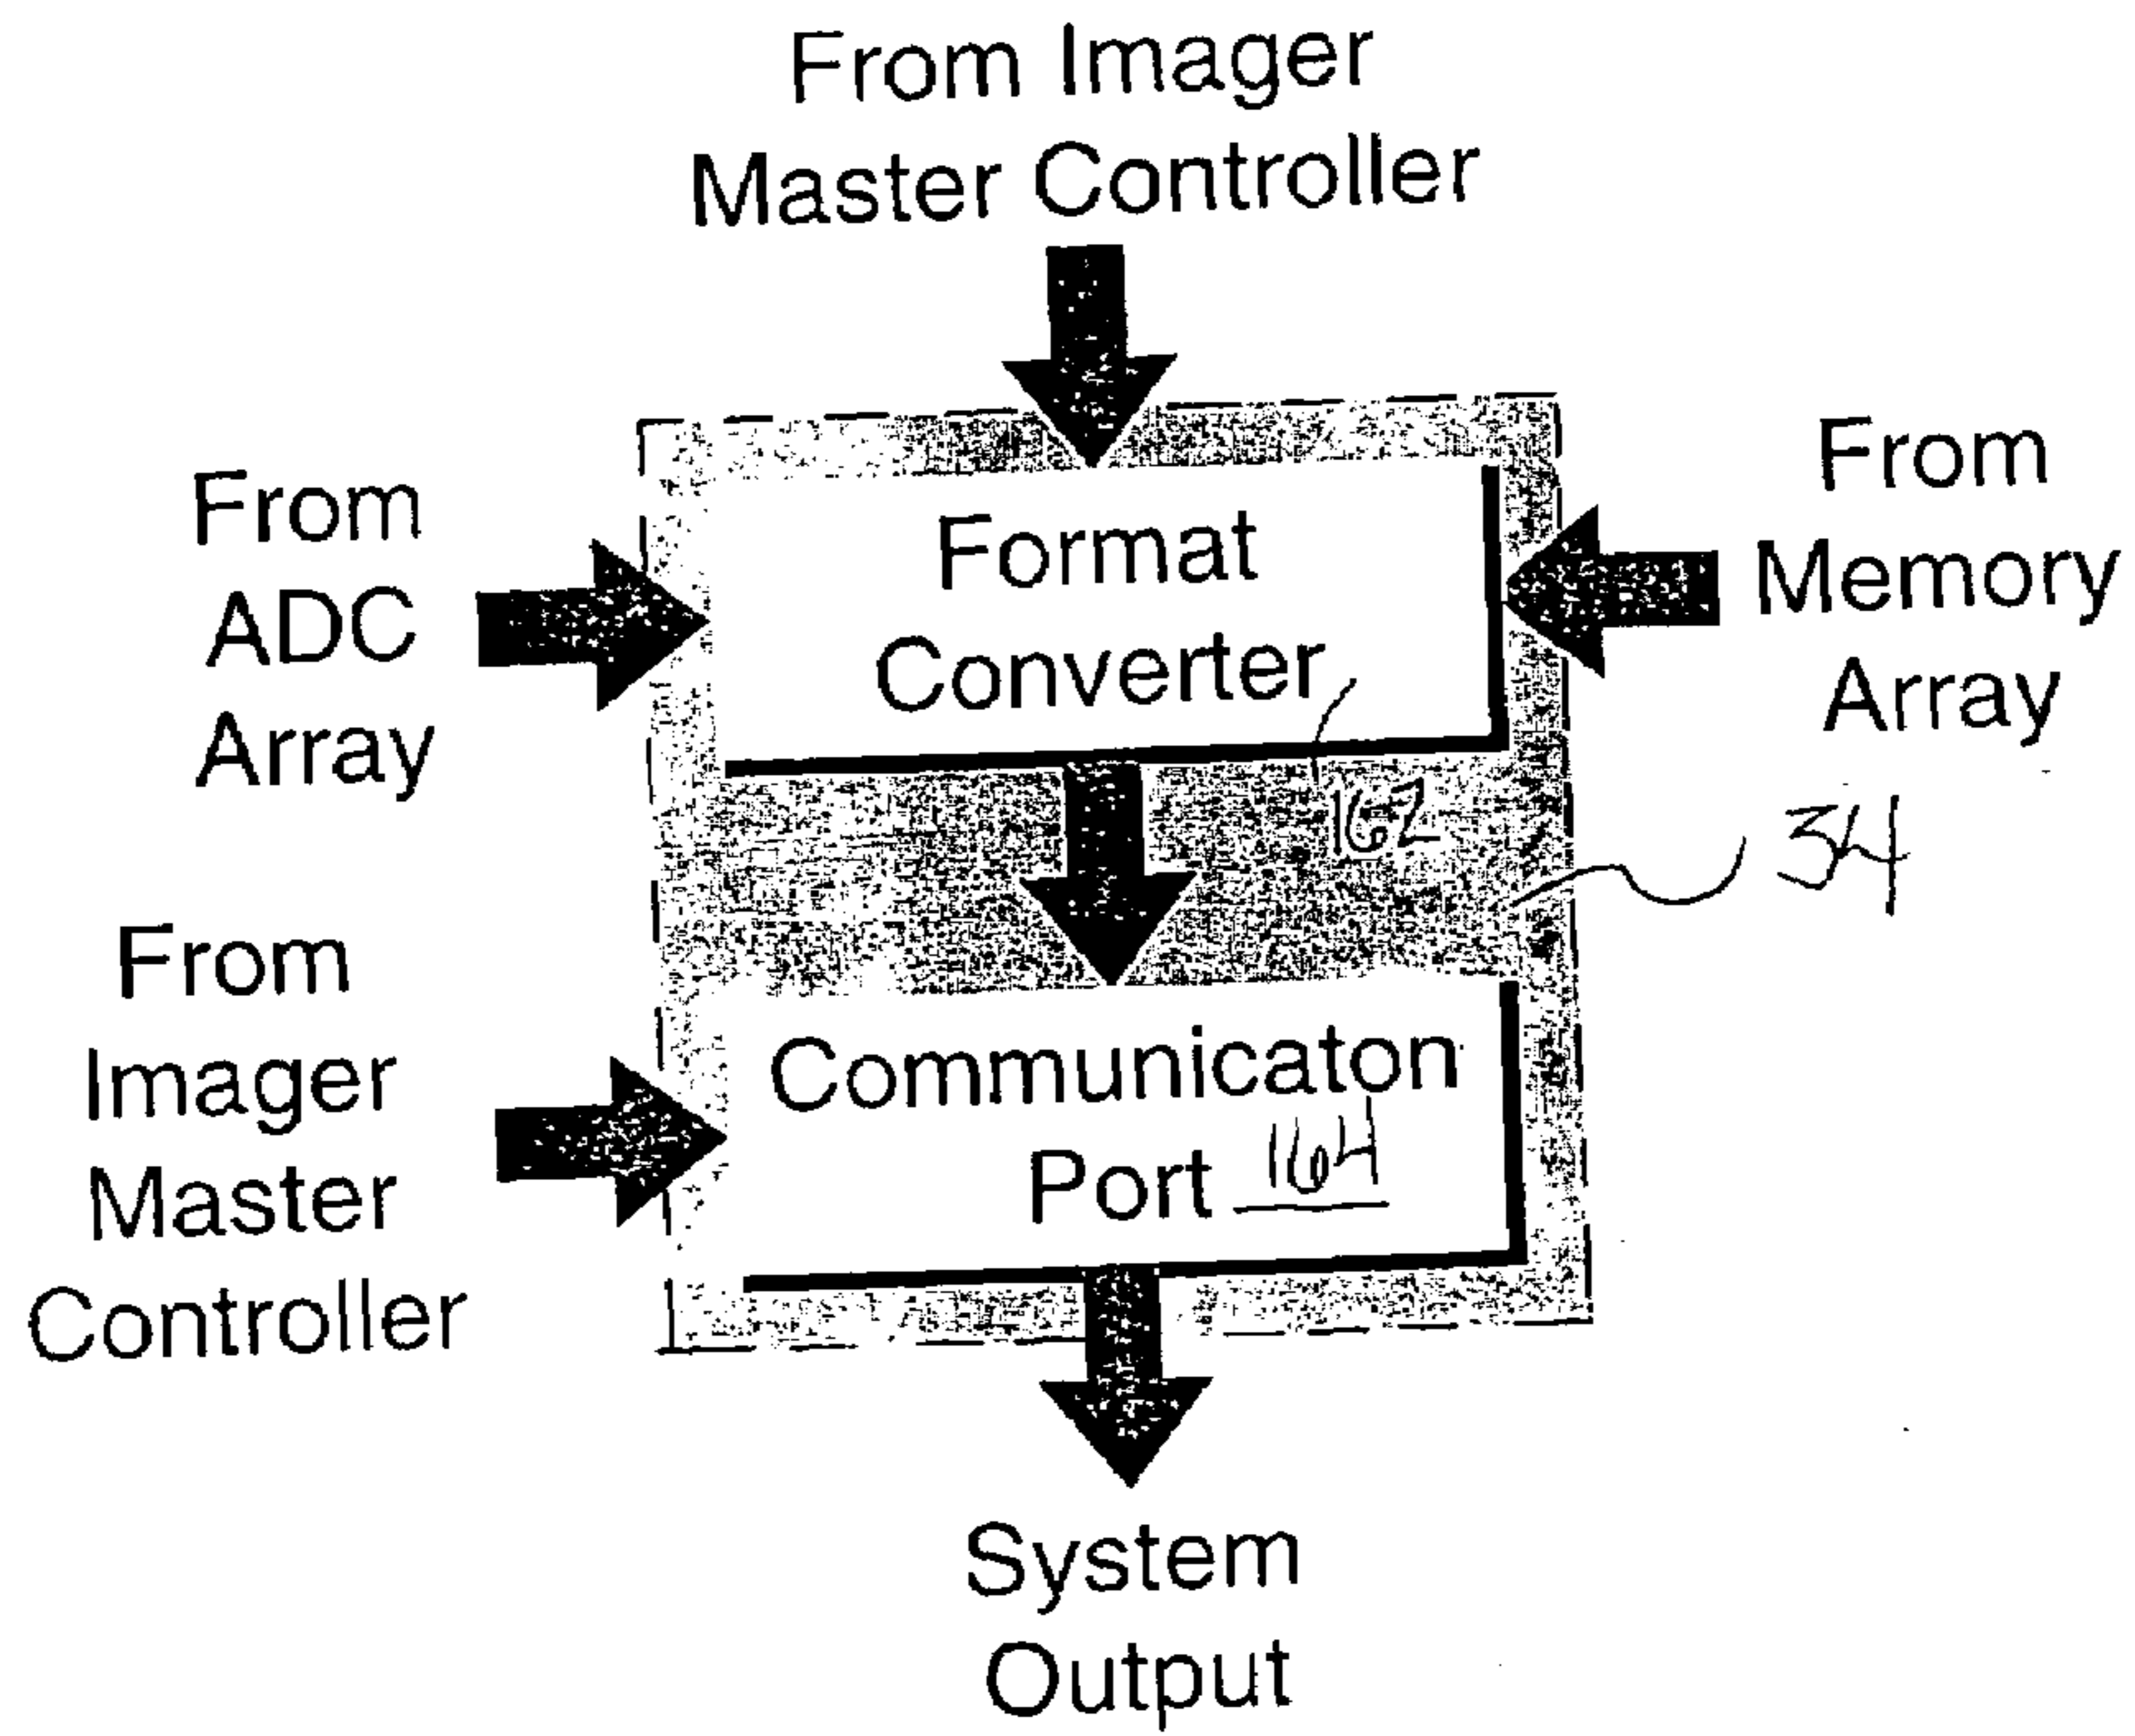 From Imager
Master Controller
From
ADC
Array
Format
Converter
From
Memory
Array
162
34
From
Imager
Master
Controller
Communicaton
Port 164
System
Output